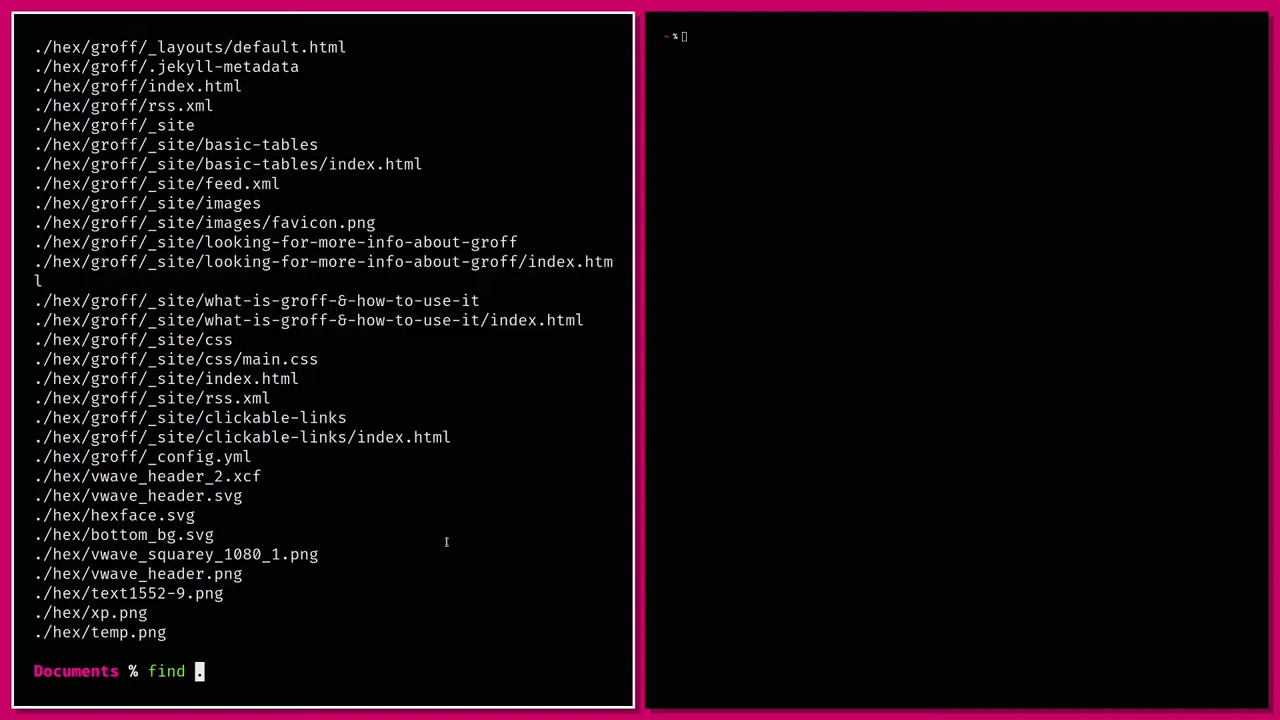 ./hex/groff/_layouts/default.html
./hex/groff/.jekyll-metadata
./hex/groff/index.html
./hex/groff/rss.xml
./hex/groff/_site
./hex/groff/_site/basic-tables
./hex/groff/_site/basic-tables/index.html
./hex/groff/_site/feed.xml
./hex/groff/_site/images
./hex/groff/_site/images/favicon.png
./hex/groff/_site/looking-for-more-info-about-groff
./hex/groff/_site/looking-for-more-info-about-groff/index.htm
l
./hex/groff/_site/what-is-groff-&-how-to-use-it
./hex/groff/_site/what-is-groff-&-how-to-use-it/index.html
./hex/groff/_site/css
./hex/groff/_site/css/main.css
./hex/groff/_site/index.html
./hex/groff/_site/rss.xml
./hex/groff/_site/clickable-links
./hex/groff/_site/clickable-links/index.html
./hex/groff/_config.yml
./hex/vwave_header_2.xcf
./hex/vwave_header.svg
./hex/hexface.svg
./hex/bottom_bg.svg
./hex/vwave_squarey_1080_1.png
./hex/vwave_header.png
./hex/text1552-9.png
./hex/xp.png
./hex/temp.png
Documents % find .
~ %